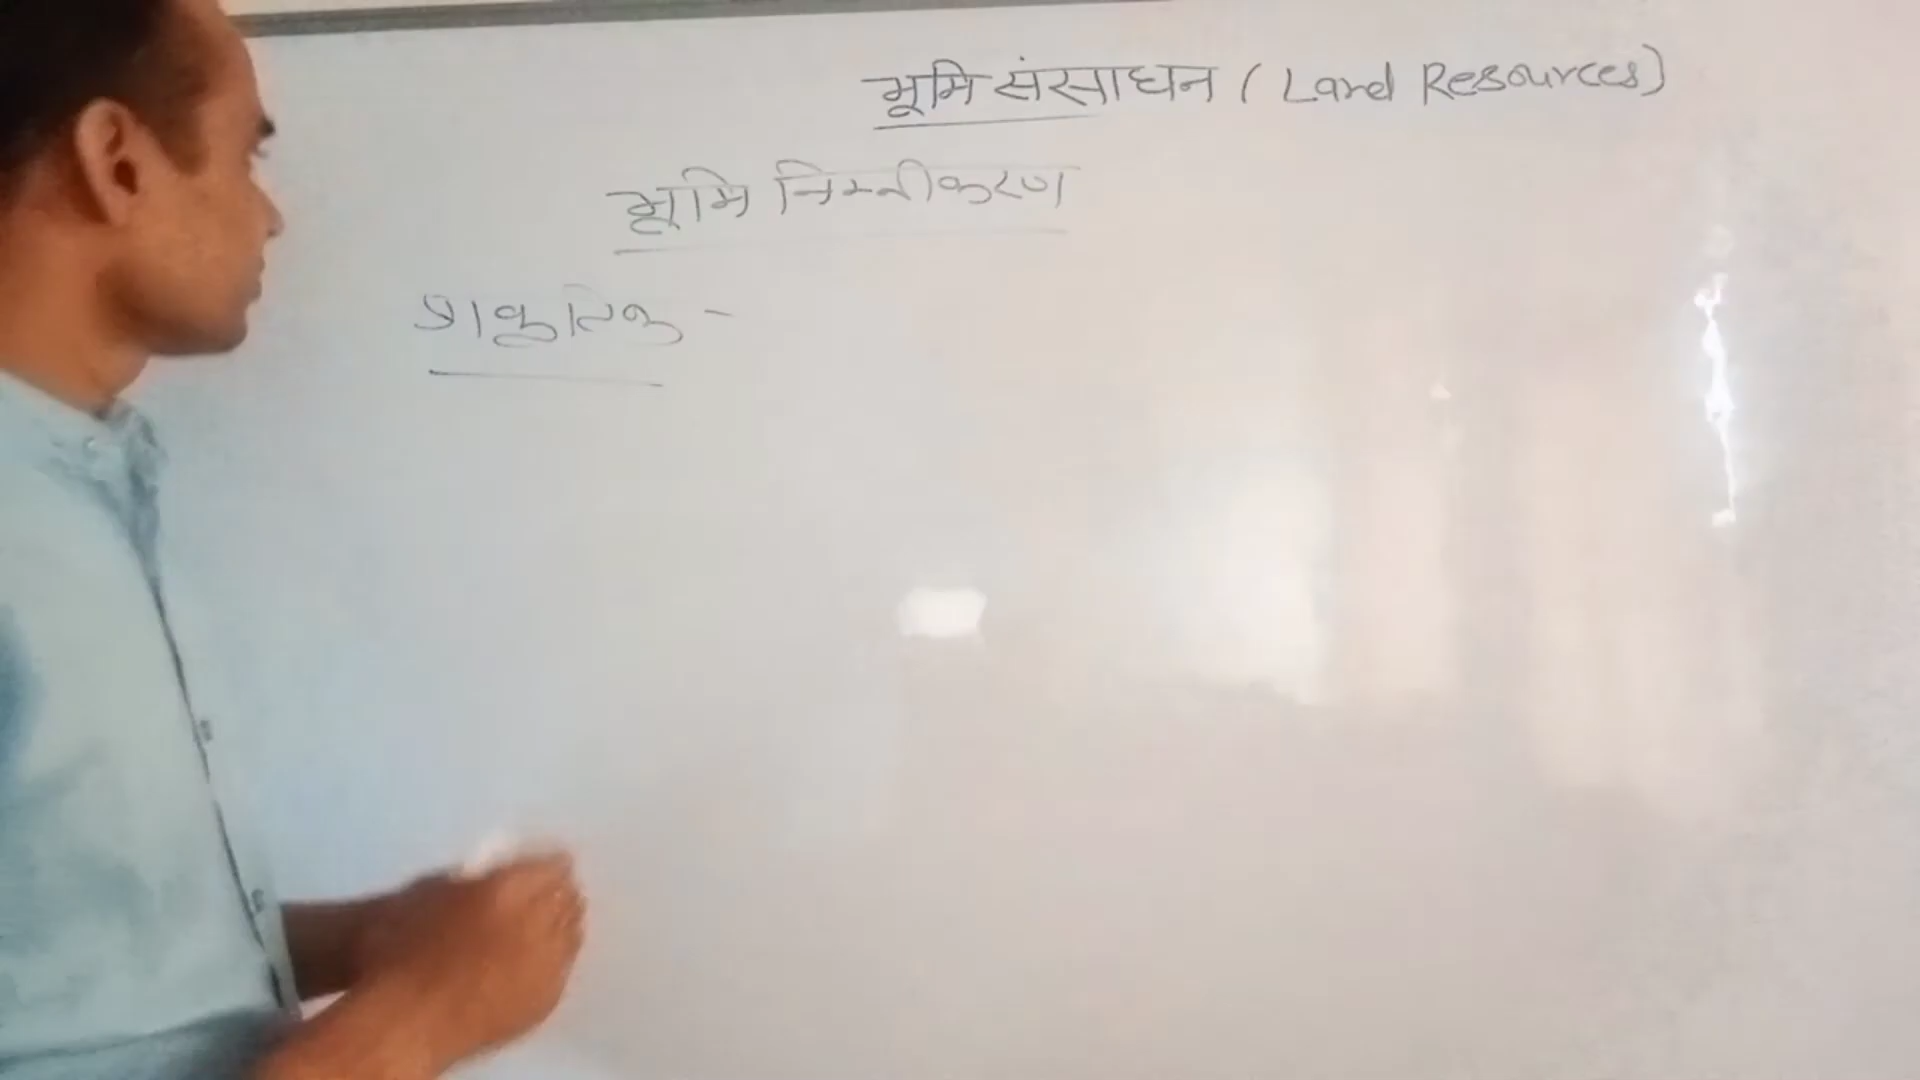 भूमि संसाधन ( Land Resources)
भूमि निम्नीकरण
प्राकृतिक -